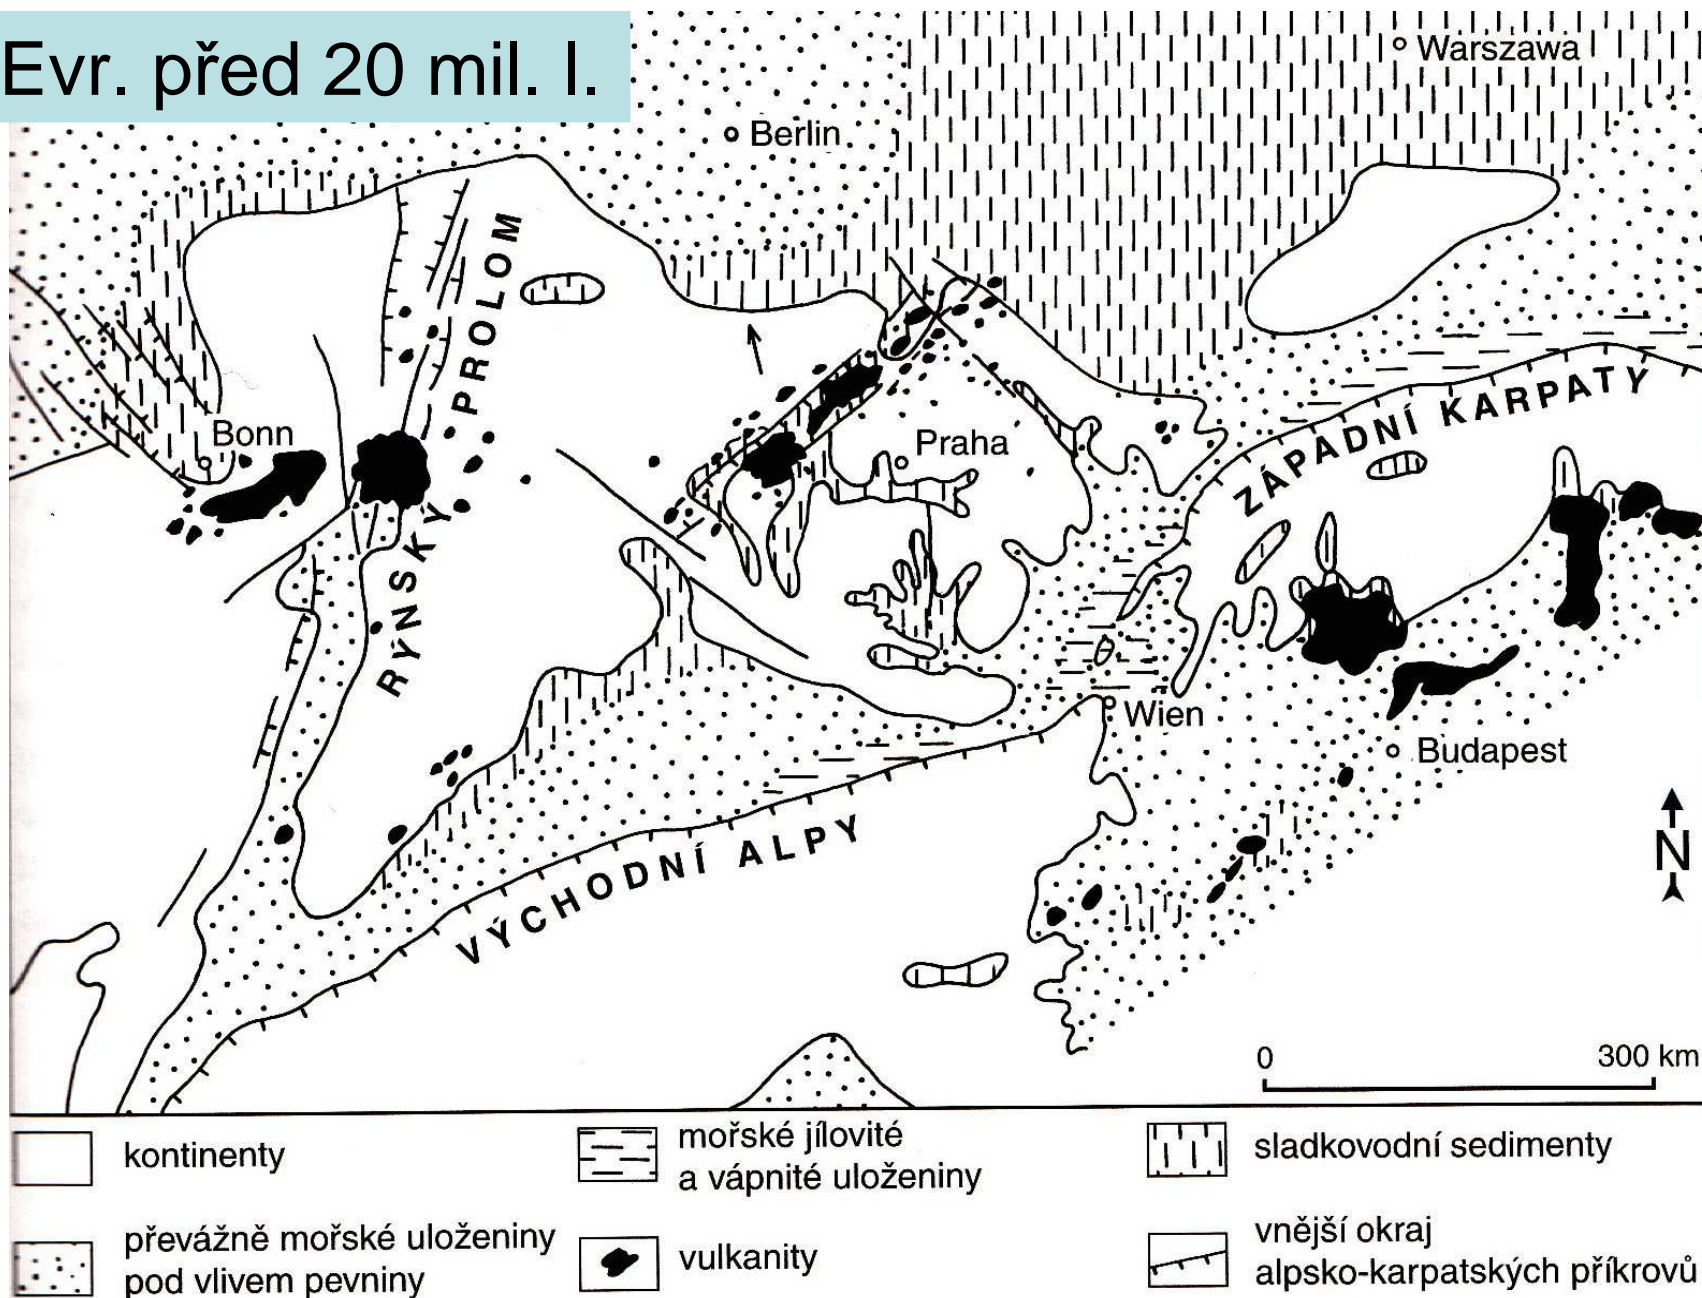 Evr. před 20 mil. l.
Warszawa
Berlin
RÝNSKÝ PROLOM
Bonn
Praha
ZÁPADNÍ KARPATY
Wien
Budapest
VÝCHODNÍ ALPY
N
0 300 km
kontinenty
mořské jílovité
a vápnité uloženiny
sladkovodní sedimenty
převážně mořské uloženiny
pod vlivem pevniny
vulkanity
vnější okraj
alpsko-karpatských příkrovů